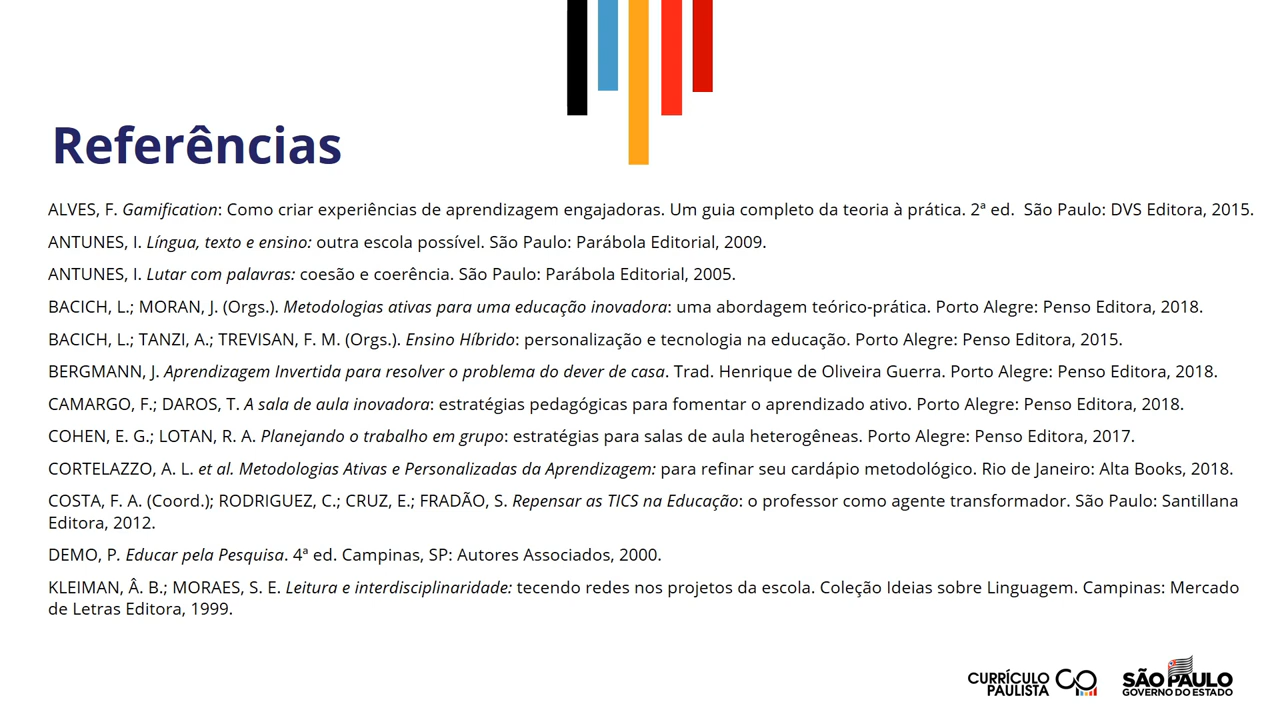 Referências
ALVES, F. Gamification: Como criar experiências de aprendizagem engajadoras. Um guia completo da teoria à prática. 2ª ed.  São Paulo: DVS Editora, 2015.
ANTUNES, I. Língua, texto e ensino: outra escola possível. São Paulo: Parábola Editorial, 2009.
ANTUNES, I. Lutar com palavras: coesão e coerência. São Paulo: Parábola Editorial, 2005.
BACICH, L.; MORAN, J. (Orgs.). Metodologias ativas para uma educação inovadora: uma abordagem teórico-prática. Porto Alegre: Penso Editora, 2018.
BACICH, L.; TANZI, A.; TREVISAN, F. M. (Orgs.). Ensino Híbrido: personalização e tecnologia na educação. Porto Alegre: Penso Editora, 2015.
BERGMANN, J. Aprendizagem Invertida para resolver o problema do dever de casa. Trad. Henrique de Oliveira Guerra. Porto Alegre: Penso Editora, 2018.
CAMARGO, F.; DAROS, T. A sala de aula inovadora: estratégias pedagógicas para fomentar o aprendizado ativo. Porto Alegre: Penso Editora, 2018.
COHEN, E. G.; LOTAN, R. A. Planejando o trabalho em grupo: estratégias para salas de aula heterogêneas. Porto Alegre: Penso Editora, 2017.
CORTELAZZO, A. L. et al. Metodologias Ativas e Personalizadas da Aprendizagem: para refinar seu cardápio metodológico. Rio de Janeiro: Alta Books, 2018.
COSTA, F. A. (Coord.); RODRIGUEZ, C.; CRUZ, E.; FRADÃO, S. Repensar as TICS na Educação: o professor como agente transformador. São Paulo: Santillana
Editora, 2012.
DEMO, P. Educar pela Pesquisa. 4ª ed. Campinas, SP: Autores Associados, 2000.
KLEIMAN, Â. B.; MORAES, S. E. Leitura e interdisciplinaridade: tecendo redes nos projetos da escola. Coleção Ideias sobre Linguagem. Campinas: Mercado
de Letras Editora, 1999.
CURRÍCULO
PAULISTA
SÃO PAULO
GOVERNO DO ESTADO